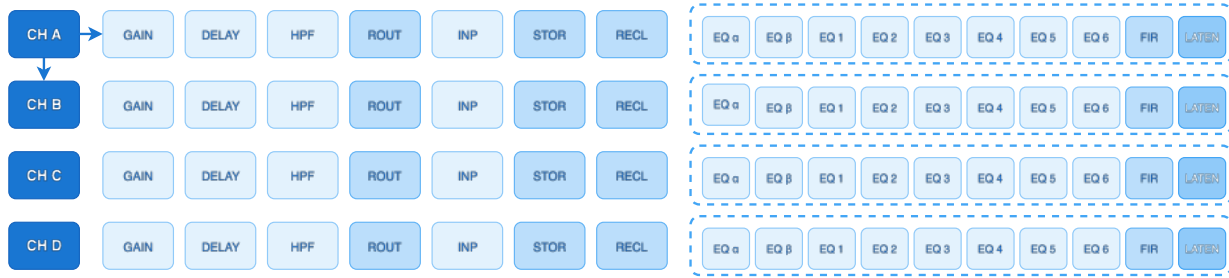 CH A GAIN DELAY HPF ROUT INP STOR RECL EQ α EQ β EQ 1 EQ 2 EQ 3 EQ 4 EQ 5 EQ 6 FIR LATEN
CH B GAIN DELAY HPF ROUT INP STOR RECL EQ α EQ β EQ 1 EQ 2 EQ 3 EQ 4 EQ 5 EQ 6 FIR LATEN
CH C GAIN DELAY HPF ROUT INP STOR RECL EQ α EQ β EQ 1 EQ 2 EQ 3 EQ 4 EQ 5 EQ 6 FIR LATEN
CH D GAIN DELAY HPF ROUT INP STOR RECL EQ α EQ β EQ 1 EQ 2 EQ 3 EQ 4 EQ 5 EQ 6 FIR LATEN